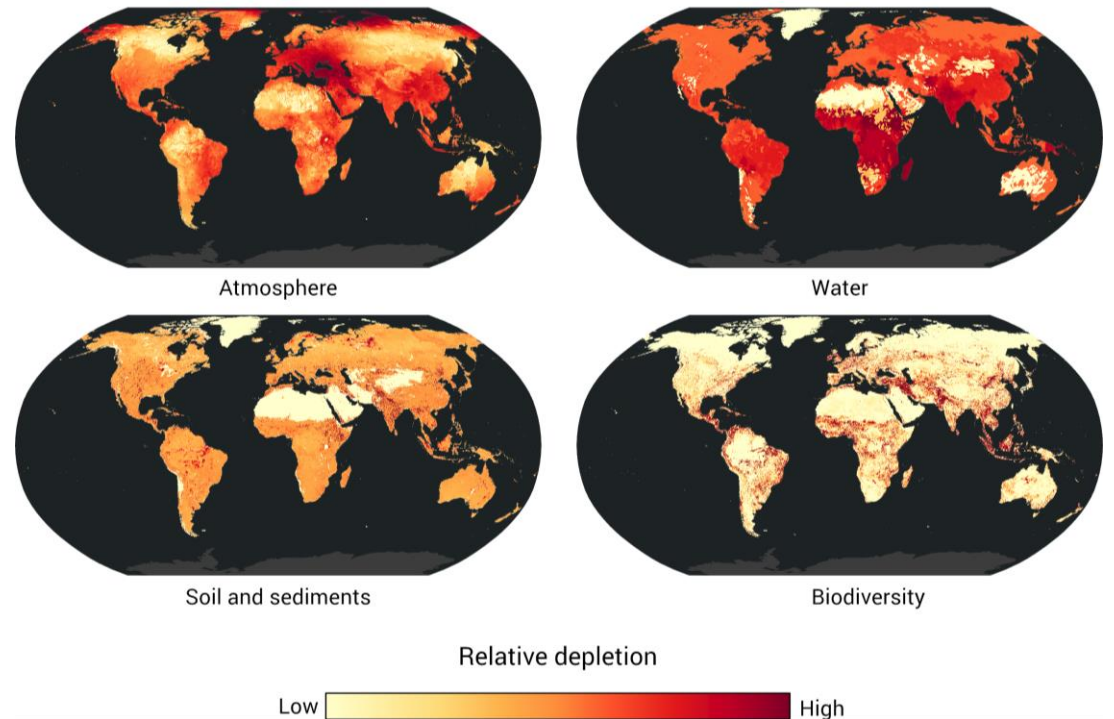 Atmosphere
Water
Soil and sediments
Biodiversity
Relative depletion
Low
High